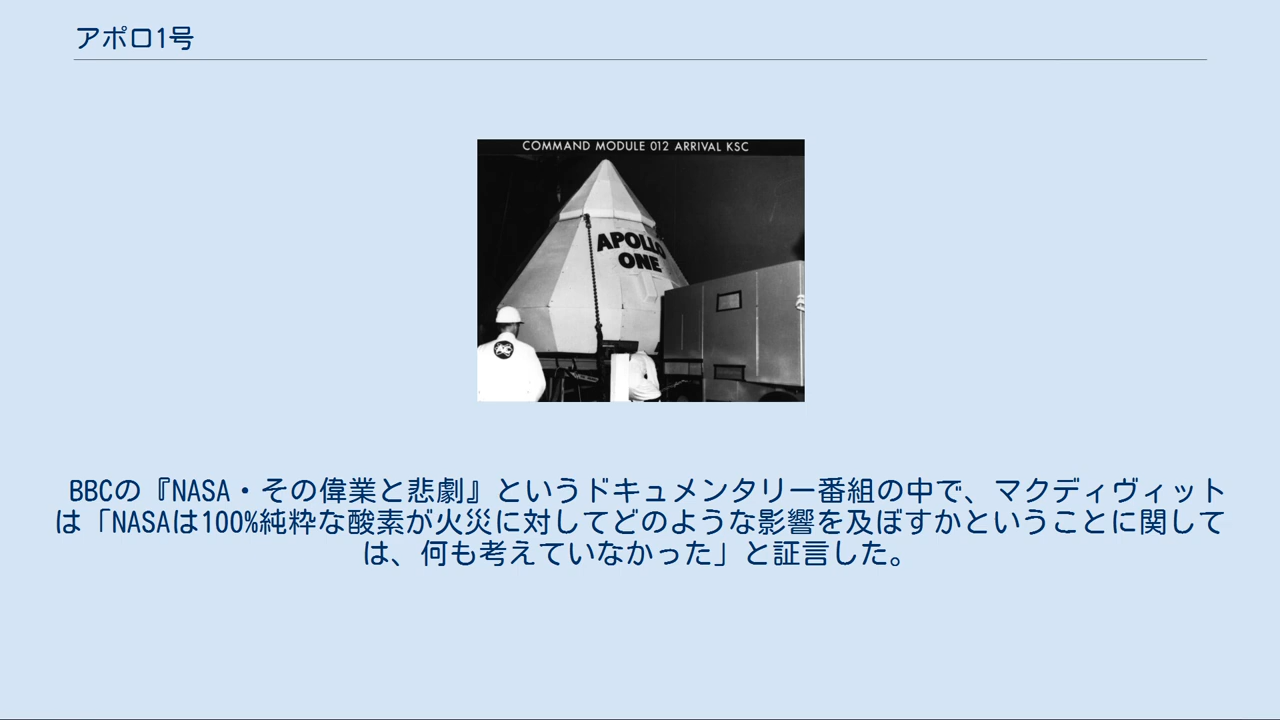 アポロ1号
COMMAND MODULE 012 ARRIVAL KSC
APOLLO
ONE
BBCの『NASA・その偉業と悲劇』というドキュメンタリー番組の中で、マクディヴィット
は「NASAは100%純粋な酸素が火災に対してどのような影響を及ぼすかということに関して
は、何も考えていなかった」と証言した。